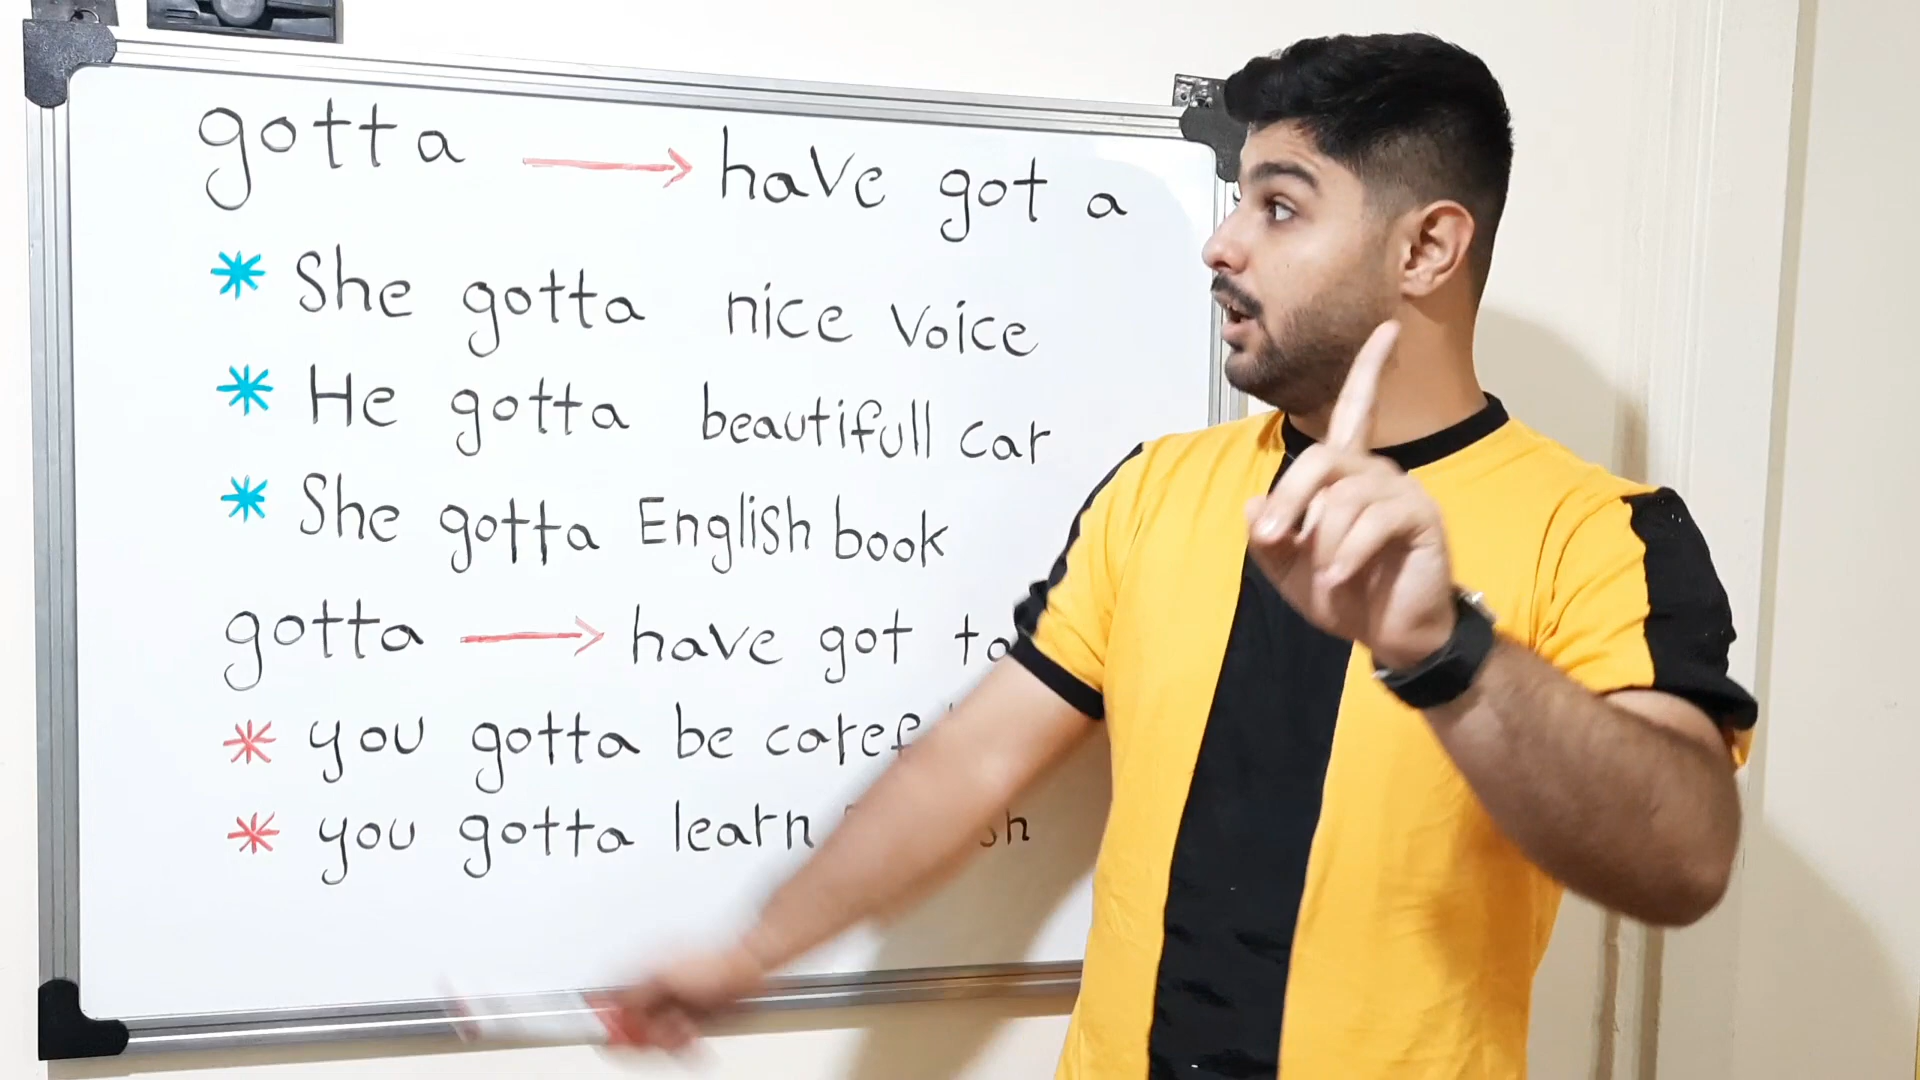 gotta → have got a
* She gotta nice voice
* He gotta beautifull car
* She gotta English book
gotta → have got to
* you gotta be
* you gotta learn